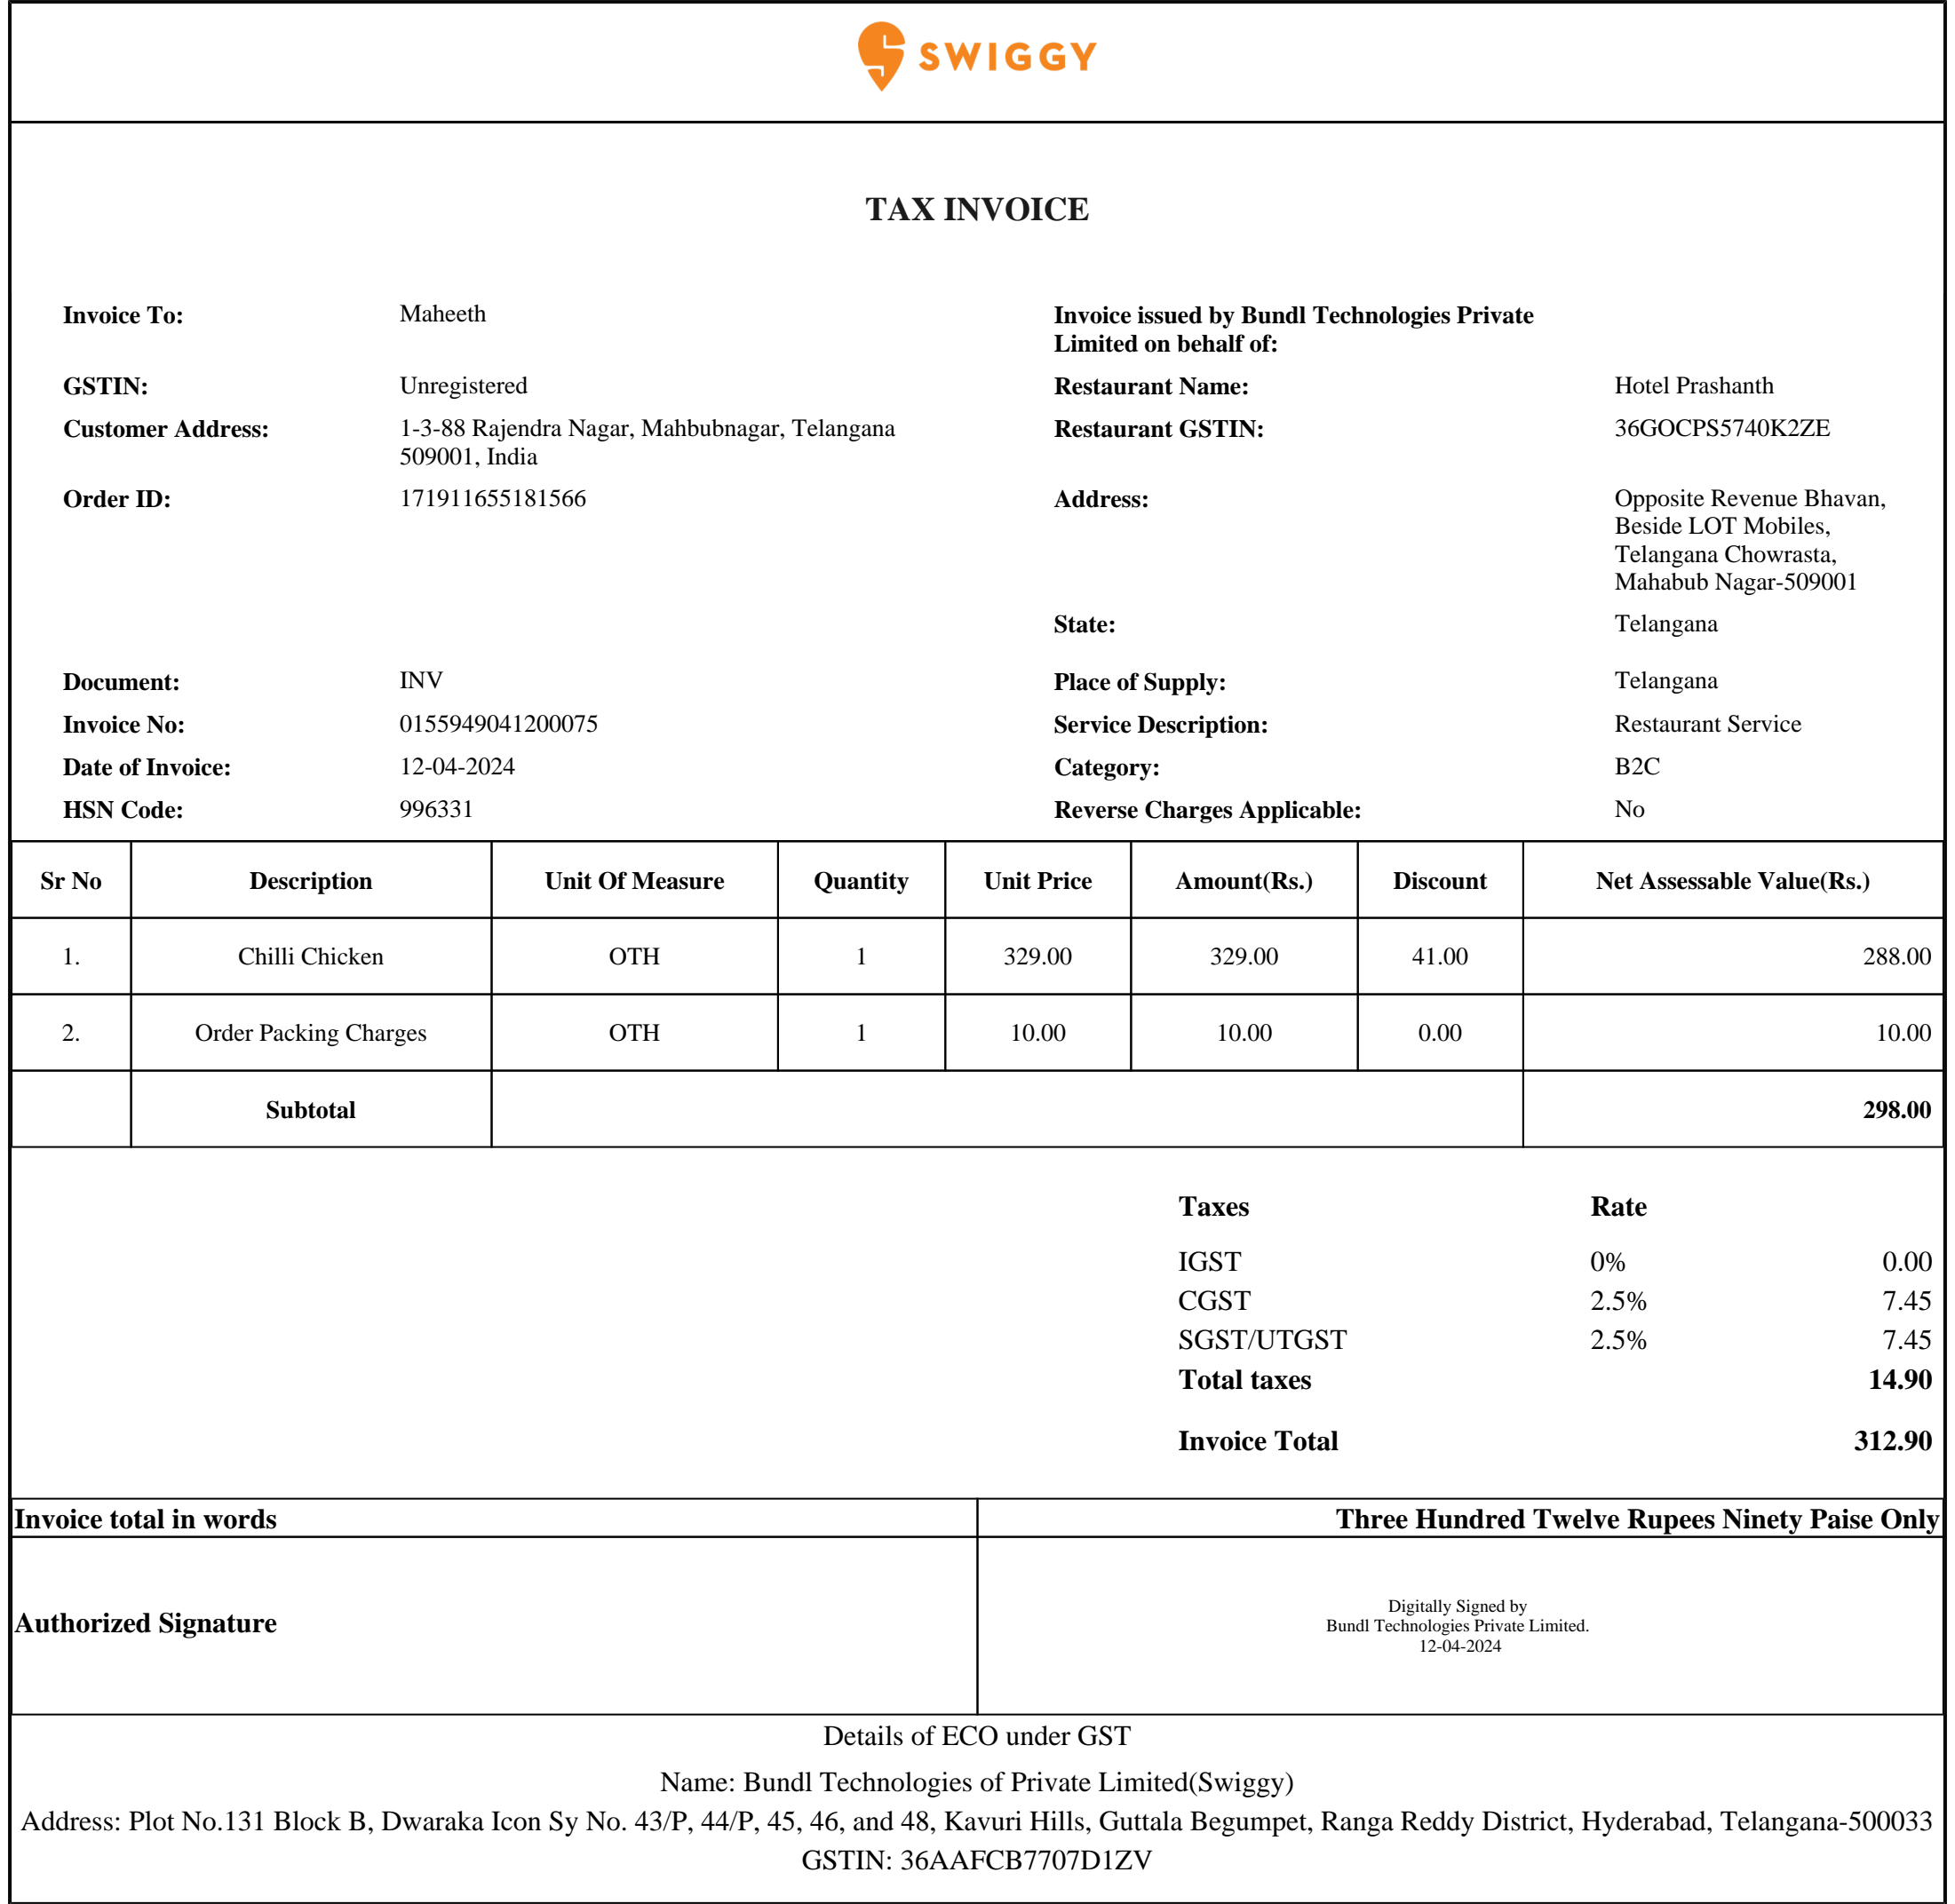 SWIGGY
TAX INVOICE
Invoice To: Maheeth
Invoice issued by Bundl Technologies Private
Limited on behalf of:
GSTIN: Unregistered
Restaurant Name: Hotel Prashanth
Customer Address: 1-3-88 Rajendra Nagar, Mahbubnagar, Telangana
509001, India
Restaurant GSTIN: 36GOCPS5740K2ZE
Order ID: 171911655181566
Address: Opposite Revenue Bhavan,
Beside LOT Mobiles,
Telangana Chowrasta,
Mahabub Nagar-509001
State: Telangana
Document: INV
Place of Supply: Telangana
Invoice No: 0155949041200075
Service Description: Restaurant Service
Date of Invoice: 12-04-2024
Category: B2C
HSN Code: 996331
Reverse Charges Applicable: No
Sr No Description Unit Of Measure Quantity Unit Price Amount(Rs.) Discount Net Assessable Value(Rs.)
1. Chilli Chicken OTH 1 329.00 329.00 41.00 288.00
2. Order Packing Charges OTH 1 10.00 10.00 0.00 10.00
Subtotal 298.00
Taxes Rate
IGST 0% 0.00
CGST 2.5% 7.45
SGST/UTGST 2.5% 7.45
Total taxes 14.90
Invoice Total 312.90
Invoice total in words Three Hundred Twelve Rupees Ninety Paise Only
Authorized Signature
Digitally Signed by
Bundl Technologies Private Limited.
12-04-2024
Details of ECO under GST
Name: Bundl Technologies of Private Limited(Swiggy)
Address: Plot No.131 Block B, Dwaraka Icon Sy No. 43/P, 44/P, 45, 46, and 48, Kavuri Hills, Guttala Begumpet, Ranga Reddy District, Hyderabad, Telangana-500033
GSTIN: 36AAFCB7707D1ZV